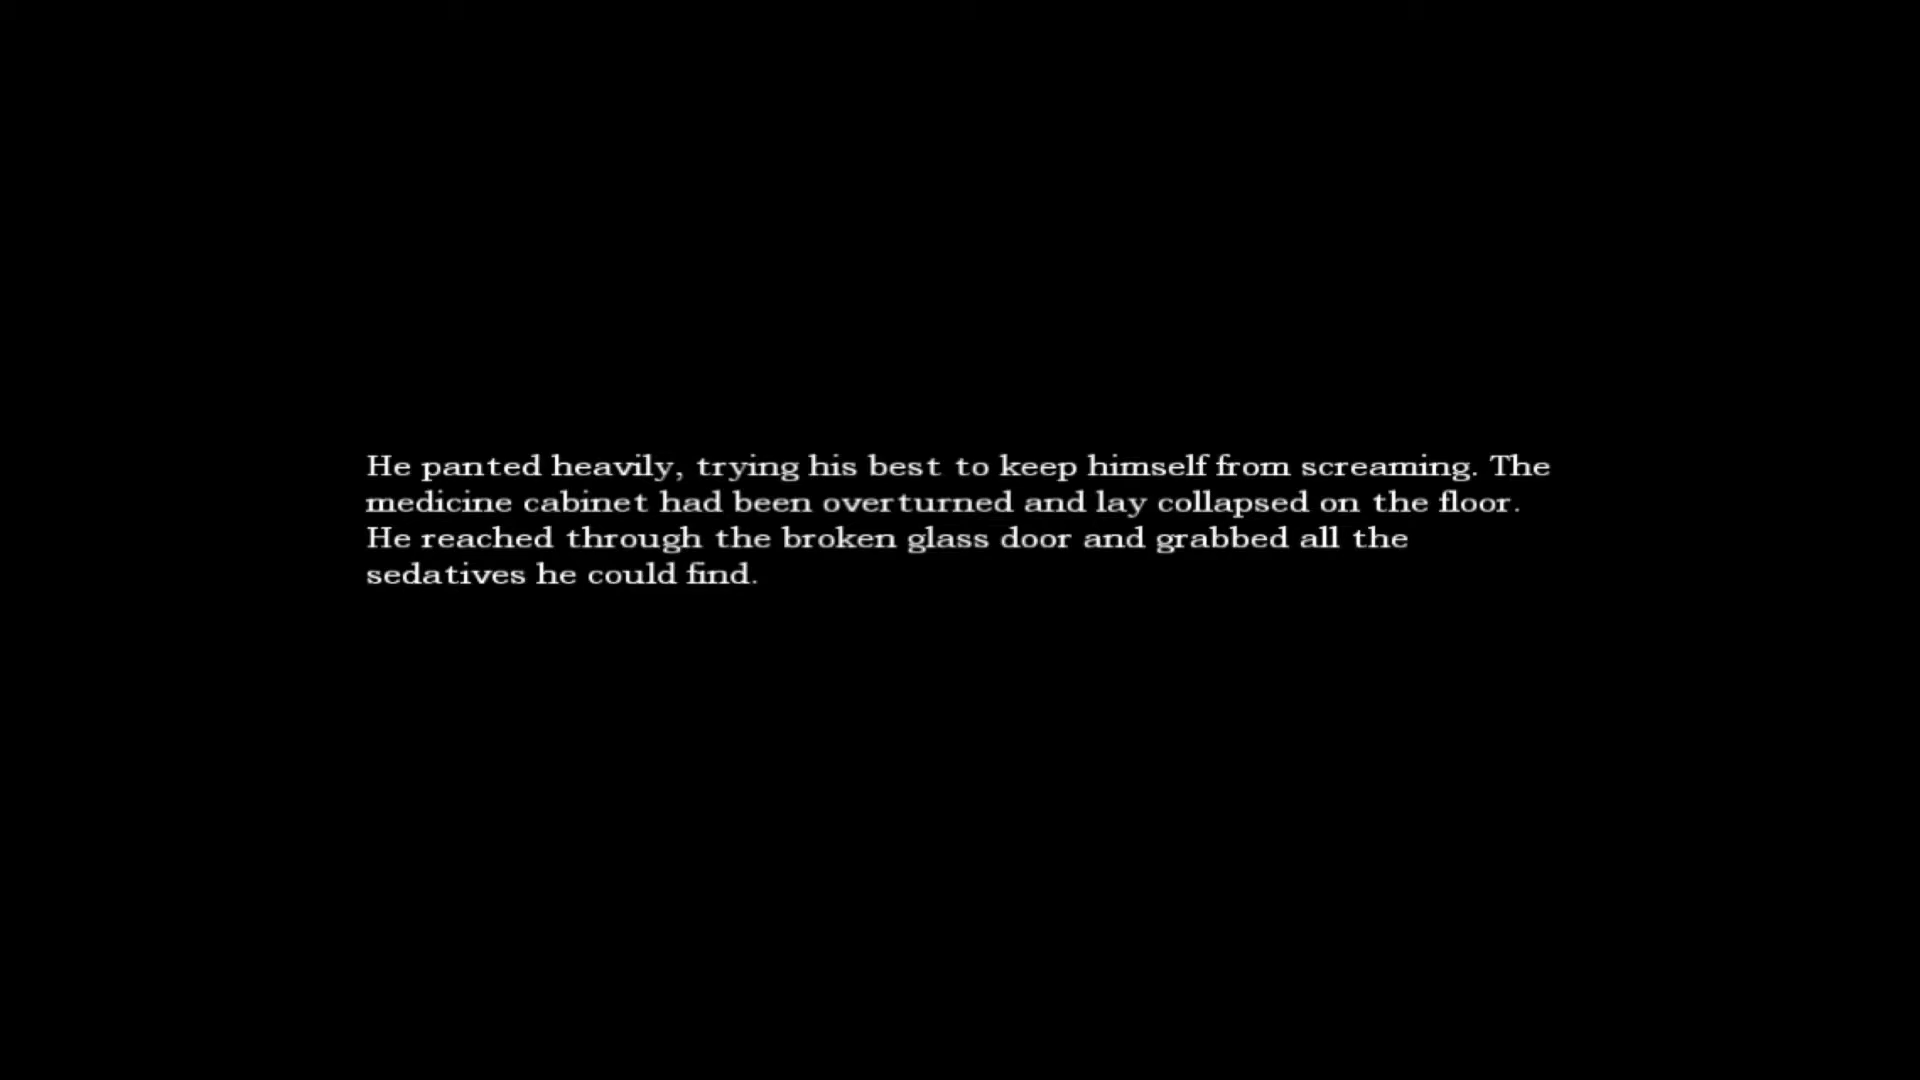 He panted heavily, trying his best to keep himself from screaming. The
medicine cabinet had been overturned and lay collapsed on the floor.
He reached through the broken glass door and grabbed all the
sedatives he could find.